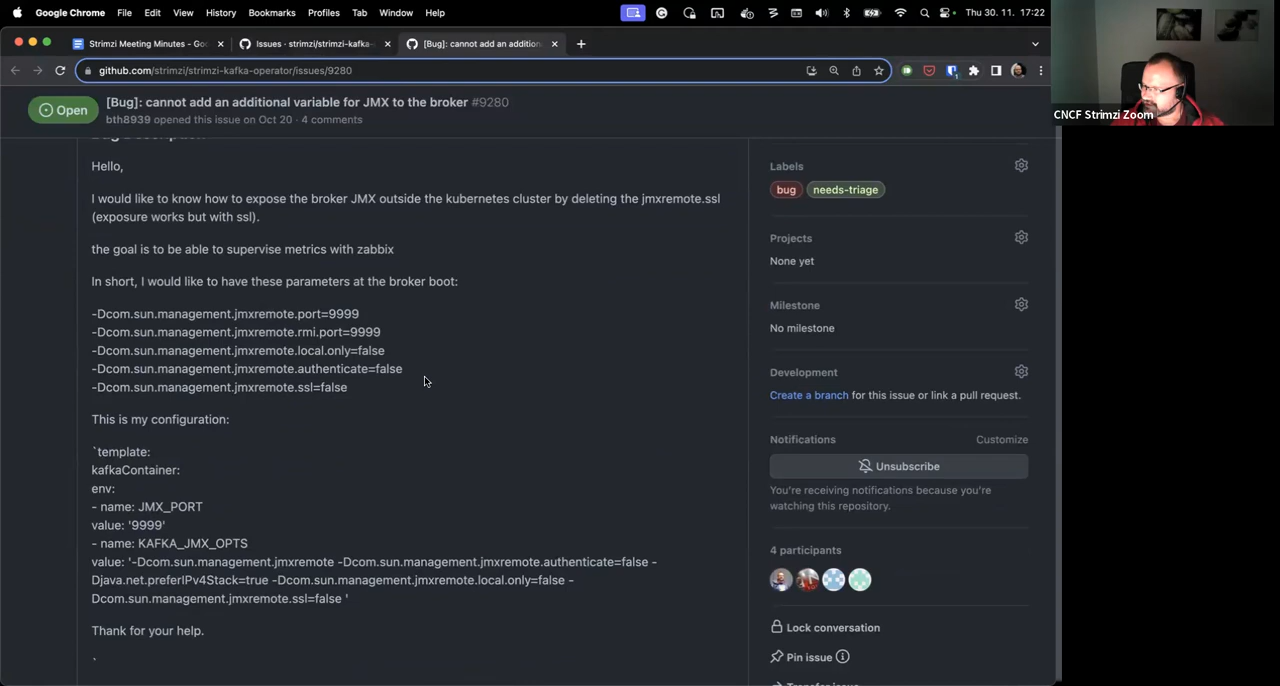 Google Chrome File Edit View History Bookmarks Profiles Tab Window Help Thu 30. 11. 17:22
Strimzi Meeting Minutes - Goo
Issues · strimzi/strimzi-kafka-
[Bug]: cannot add an addition
github.com/strimzi/strimzi-kafka-operator/issues/9280
Open
[Bug]: cannot add an additional variable for JMX to the broker #9280
bth8939 opened this issue on Oct 20 · 4 comments
Hello,
I would like to know how to expose the broker JMX outside the kubernetes cluster by deleting the jmxremote.ssl
(exposure works but with ssl).
the goal is to be able to supervise metrics with zabbix
In short, I would like to have these parameters at the broker boot:
-Dcom.sun.management.jmxremote.port=9999
-Dcom.sun.management.jmxremote.rmi.port=9999
-Dcom.sun.management.jmxremote.local.only=false
-Dcom.sun.management.jmxremote.authenticate=false
-Dcom.sun.management.jmxremote.ssl=false
This is my configuration:
`template:
kafkaContainer:
env:
- name: JMX_PORT
value: '9999'
- name: KAFKA_JMX_OPTS
value: '-Dcom.sun.management.jmxremote -Dcom.sun.management.jmxremote.authenticate=false -
Djava.net.preferIPv4Stack=true -Dcom.sun.management.jmxremote.local.only=false -
Dcom.sun.management.jmxremote.ssl=false '
Thank for your help.
`
Labels
bug needs-triage
Projects
None yet
Milestone
No milestone
Development
Create a branch for this issue or link a pull request.
Notifications Customize
Unsubscribe
You're receiving notifications because you're
watching this repository.
4 participants
Lock conversation
Pin issue
CNCF Strimzi Zoom